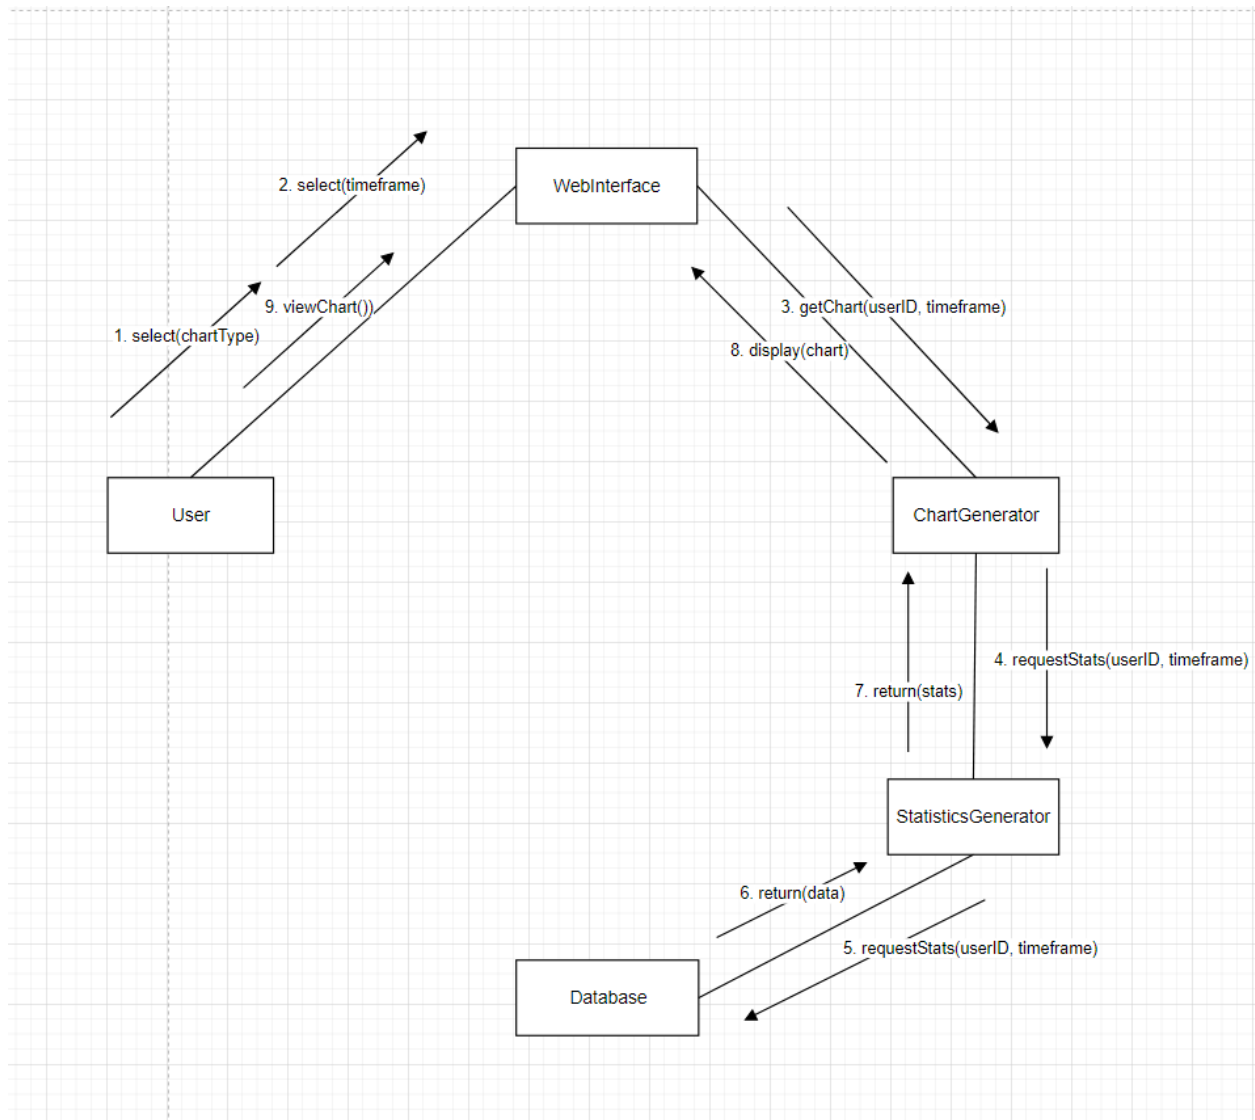 WebInterface
2. select(timeframe)
9. viewChart())
1. select(chartType)
3. getChart(userID, timeframe)
8. display(chart)
User
ChartGenerator
4. requestStats(userID, timeframe)
7. return(stats)
StatisticsGenerator
6. return(data)
5. requestStats(userID, timeframe)
Database